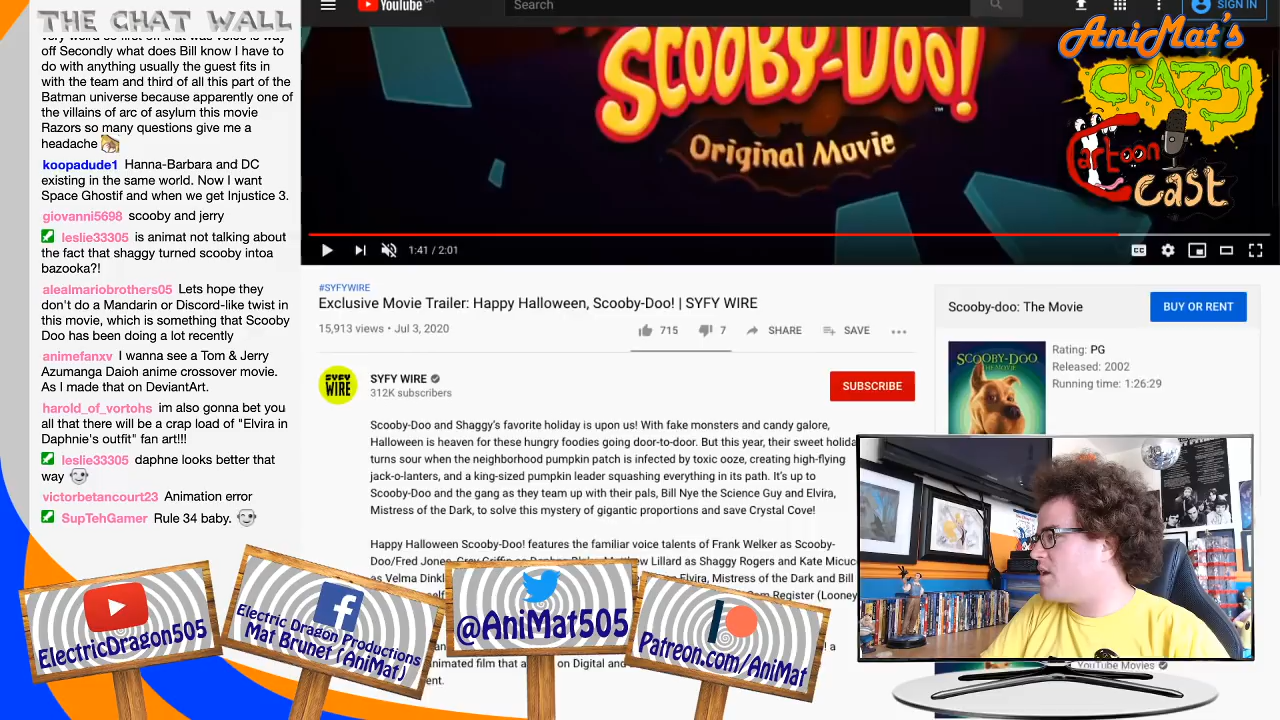 THE CHAT WALL
very weird so first off that was voice is way
off Secondly what does Bill know I have to
do with anything usually the guest fits in
with the team and third of all this part of the
Batman universe because apparently one of
the villains of arc of asylum this movie
Razors so many questions give me a
headache
koopadude1 Hanna-Barbara and DC
existing in the same world. Now I want
Space Ghostif and when we get Injustice 3.
giovanni5698 scooby and jerry
leslie33305 is animat not talking about
the fact that shaggy turned scooby intoa
bazooka?!
alealmariobrothers05 Lets hope they
don't do a Mandarin or Discord-like twist in
this movie, which is something that Scooby
Doo has been doing a lot recently
animefanxv I wanna see a Tom & Jerry
Azumanga Daioh anime crossover movie.
As I made that on DeviantArt.
harold_of_vortohs im also gonna bet you
all that there will be a crap load of "Elvira in
Daphnie's outfit" fan art!!!
leslie33305 daphne looks better that
way
victorbetancourt23 Animation error
SupTehGamer Rule 34 baby.
YouTube
Search
SIGN IN
SCOOBY-DOO!
™
Original Movie
AniMat's
CRAZY
Cartoon
Cast
1:41 / 2:01
#SYFYWIRE
Exclusive Movie Trailer: Happy Halloween, Scooby-Doo! | SYFY WIRE
15,913 views • Jul 3, 2020
715 7 SHARE SAVE
SYFY
WIRE
SYFY WIRE
312K subscribers
SUBSCRIBE
Scooby-Doo and Shaggy's favorite holiday is upon us! With fake monsters and candy galore,
Halloween is heaven for these hungry foodies going door-to-door. But this year, their sweet holida
turns sour when the neighborhood pumpkin patch is infected by toxic ooze, creating high-flying
jack-o-lanterns, and a king-sized pumpkin leader squashing everything in its path. It's up to
Scooby-Doo and the gang as they team up with their pals, Bill Nye the Science Guy and Elvira,
Mistress of the Dark, to solve this mystery of gigantic proportions and save Crystal Cove!
Happy Halloween Scooby-Doo! features the familiar voice talents of Frank Welker as Scooby-
Doo/Fred Jones, Grey Griffin as Daphne Blake, Matthew Lillard as Shaggy Rogers and Kate Micuc
as Velma Dinkl Elvira, Mistress of the Dark and Bill
Register (Looney
a
animated film that on Digital and
Scooby-doo: The Movie
BUY OR RENT
SCOOBY-DOO
THE MOVIE
Rating: PG
Released: 2002
Running time: 1:26:29
YouTube Movies
ElectricDragon505
Electric Dragon Productions
Mat Brunet (AniMat)
@AniMat505
Patreon.com/AniMat